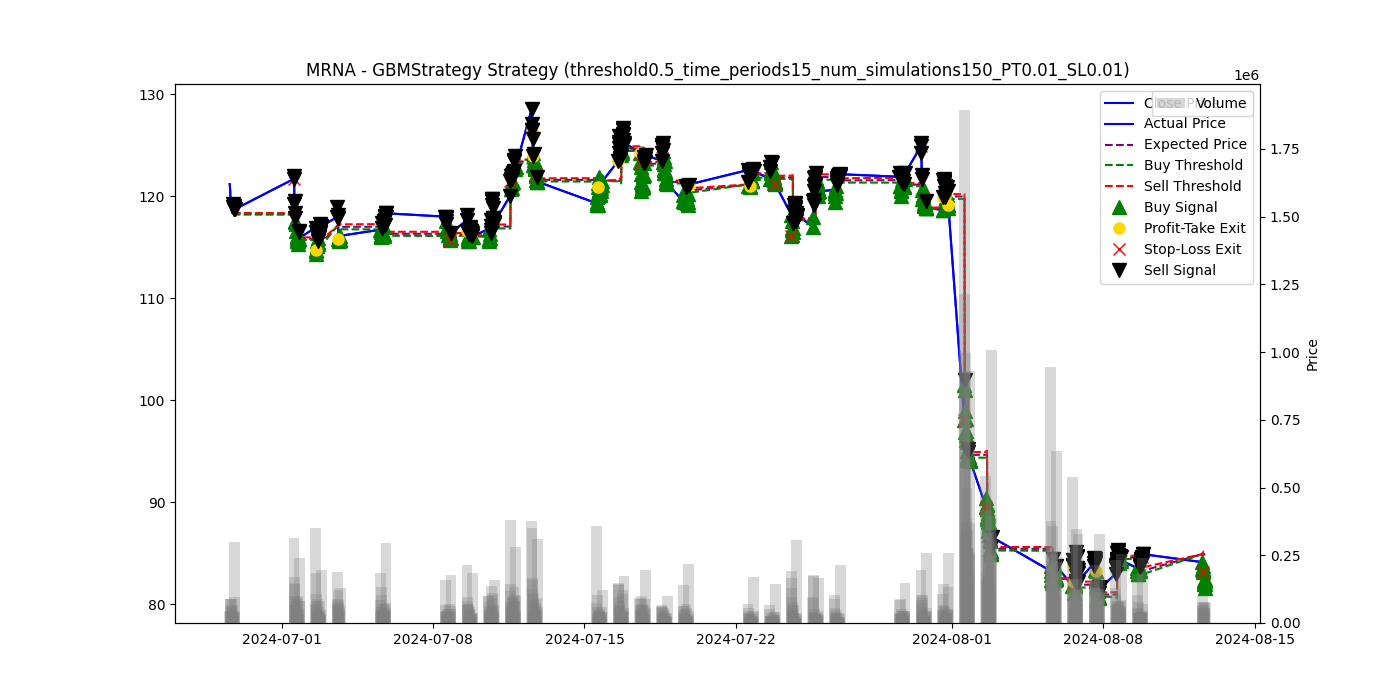 MRNA - GBMStrategy Strategy (threshold0.5_time_periods15_num_simulations150_PT0.01_SL0.01)
1e6
130
120
110
100
90
80
Close Price
Volume
Actual Price
Expected Price
Buy Threshold
Sell Threshold
Buy Signal
Profit-Take Exit
Stop-Loss Exit
Sell Signal
1.75
1.50
1.25
1.00
0.75
0.50
0.25
0.00
Price
2024-07-01
2024-07-08
2024-07-15
2024-07-22
2024-08-01
2024-08-08
2024-08-15